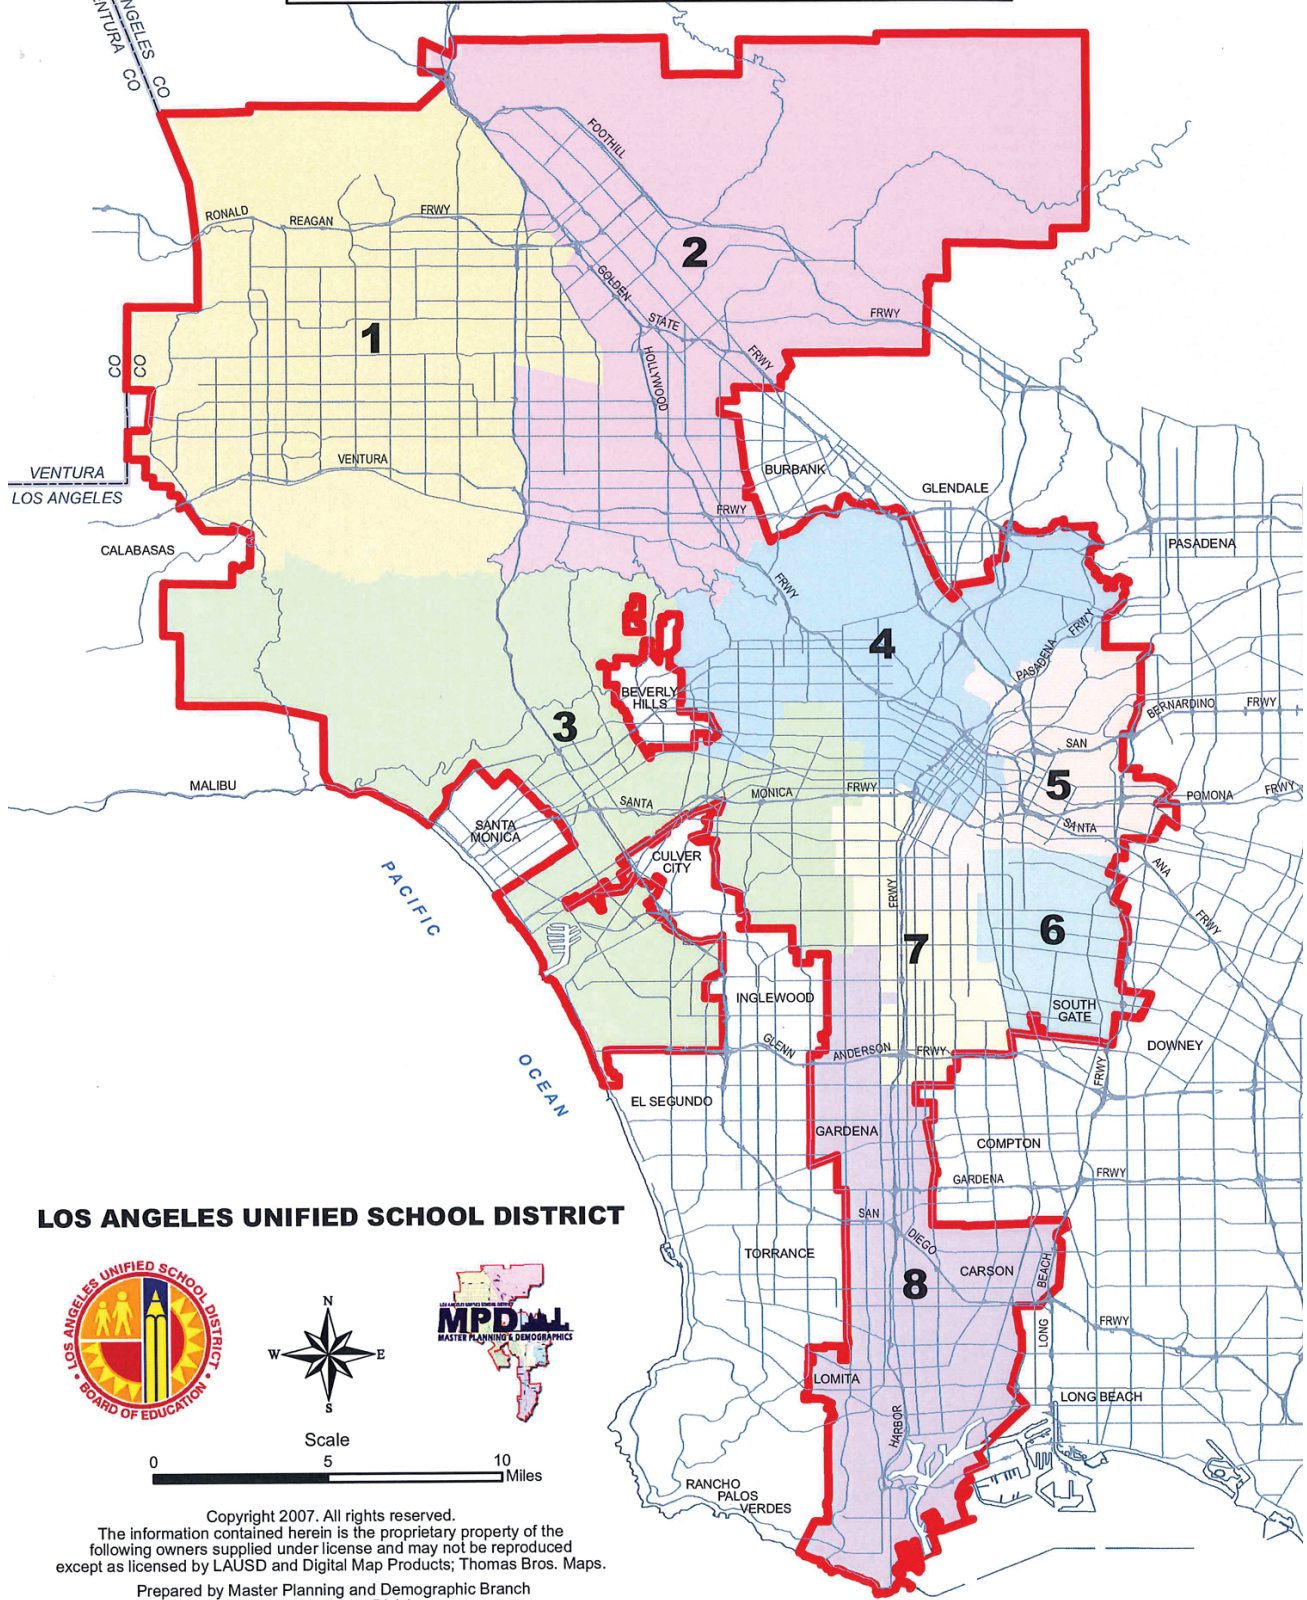 ANGELES CO
VENTURA CO
FOOTHILL
RONALD
REAGAN
FRWY
2
GOLDEN
STATE
FRWY
FRWY
1
HOLLYWOOD
CO
CO
VENTURA
BURBANK
VENTURA
LOS ANGELES
GLENDALE
FRWY
CALABASAS
PASADENA
FRWY
4
PASADENA
FRWY
BEVERLY
HILLS
3
BERNARDINO
FRWY
SAN
5
MALIBU
SANTA
MONICA
FRWY
POMONA
FRWY
SANTA
MONICA
SANTA
CULVER
CITY
ANA
PACIFIC
FRWY
FRWY
6
7
INGLEWOOD
SOUTH
GATE
GLENN
ANDERSON
FRWY
DOWNEY
OCEAN
FRWY
EL SEGUNDO
GARDENA
COMPTON
GARDENA
FRWY
LOS ANGELES UNIFIED SCHOOL DISTRICT
SAN
DIEGO
TORRANCE
CARSON
BEACH
8
LOS ANGELES UNIFIED SCHOOL DISTRICT
BOARD OF EDUCATION
N
W
E
S
LOS ANGELES UNIFIED SCHOOL DISTRICT
MPD
MASTER PLANNING & DEMOGRAPHICS
LONG
FRWY
LOMITA
LONG BEACH
HARBOR
Scale
0
5
10
Miles
RANCHO
PALOS
VERDES
Copyright 2007. All rights reserved.
The information contained herein is the proprietary property of the
following owners supplied under license and may not be reproduced
except as licensed by LAUSD and Digital Map Products; Thomas Bros. Maps.
Prepared by Master Planning and Demographic Branch